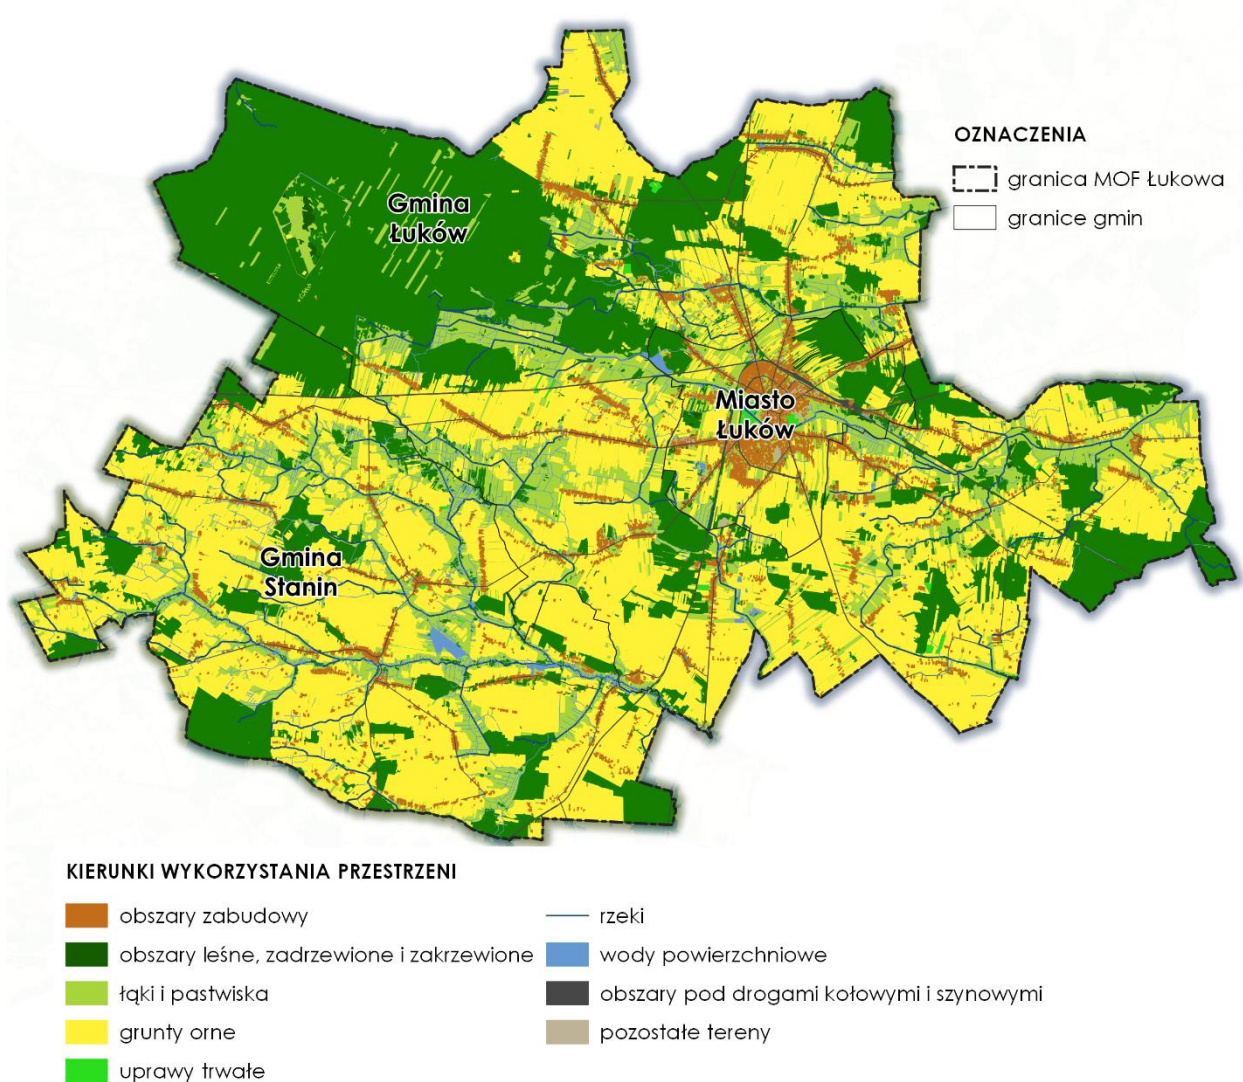 OZNACZENIA
granica MOF Łukowa
granice gmin
Gmina
Łuków
Miasto
Łuków
Gmina
Stanin
KIERUNKI WYKORZYSTANIA PRZESTRZENI
obszary zabudowy
obszary leśne, zadrzewione i zakrzewione
łąki i pastwiska
grunty orne
uprawy trwałe
rzeki
wody powierzchniowe
obszary pod drogami kołowymi i szynowymi
pozostałe tereny